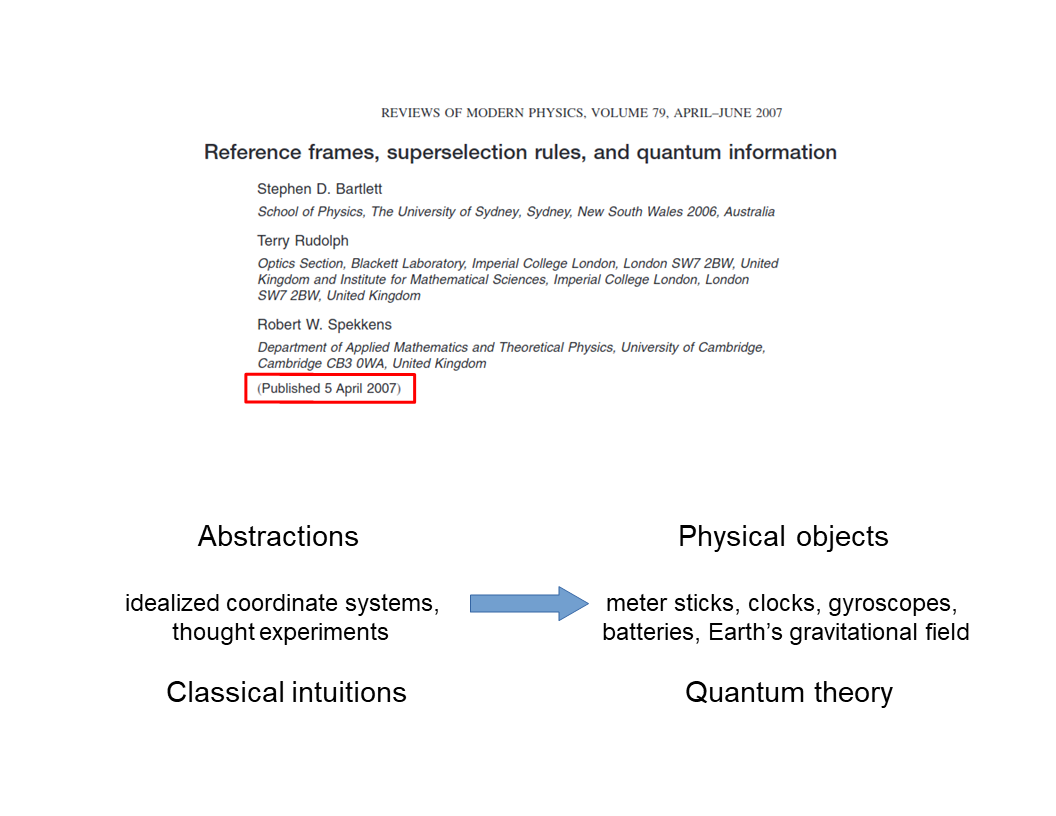 REVIEWS OF MODERN PHYSICS, VOLUME 79, APRIL–JUNE 2007
Reference frames, superselection rules, and quantum information
Stephen D. Bartlett
School of Physics, The University of Sydney, Sydney, New South Wales 2006, Australia
Terry Rudolph
Optics Section, Blackett Laboratory, Imperial College London, London SW7 2BW, United
Kingdom and Institute for Mathematical Sciences, Imperial College London, London
SW7 2BW, United Kingdom
Robert W. Spekkens
Department of Applied Mathematics and Theoretical Physics, University of Cambridge,
Cambridge CB3 0WA, United Kingdom
(Published 5 April 2007)
Abstractions
idealized coordinate systems,
thought experiments
Classical intuitions
Physical objects
meter sticks, clocks, gyroscopes,
batteries, Earth's gravitational field
Quantum theory